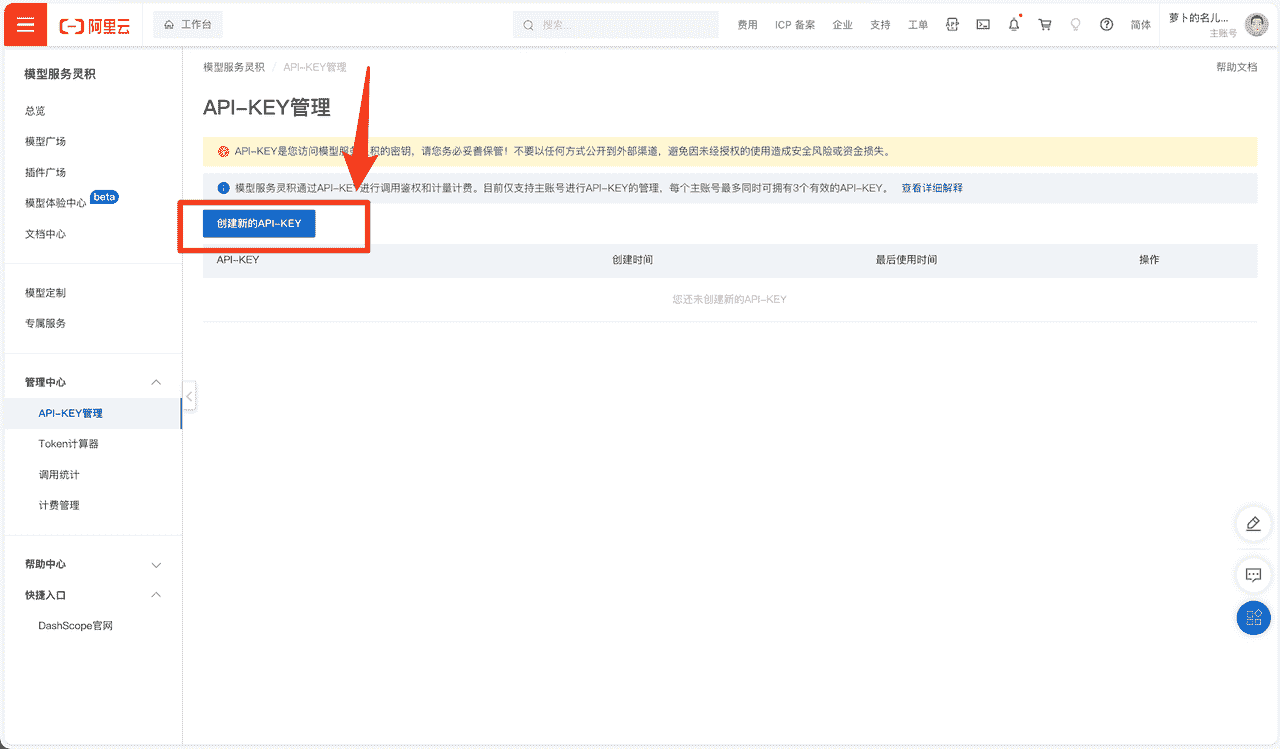 阿里云
工作台
搜索...
费用
ICP 备案
企业
支持
工单
简体
萝卜的名儿...
主账号
模型服务灵积
总览
模型广场
插件广场
模型体验中心 beta
文档中心
模型定制
专属服务
管理中心
API-KEY管理
Token计算器
调用统计
计费管理
帮助中心
快捷入口
DashScope官网
模型服务灵积 / API-KEY管理
帮助文档
API-KEY管理
API-KEY是您访问模型服务灵积的密钥，请您务必妥善保管！不要以任何方式公开到外部渠道，避免因未经授权的使用造成安全风险或资金损失。
模型服务灵积通过API-KEY进行调用鉴权和计量计费。目前仅支持主账号进行API-KEY的管理，每个主账号最多同时可拥有3个有效的API-KEY。 查看详细解释
创建新的API-KEY
API-KEY 创建时间 最后使用时间 操作
您还未创建新的API-KEY